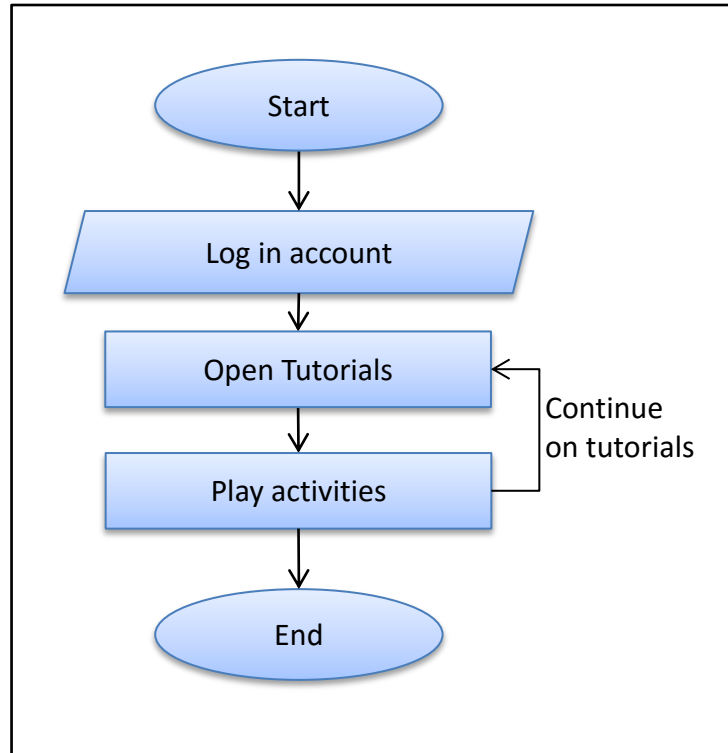 Start
Log in account
Open Tutorials
Continue
on tutorials
Play activities
End